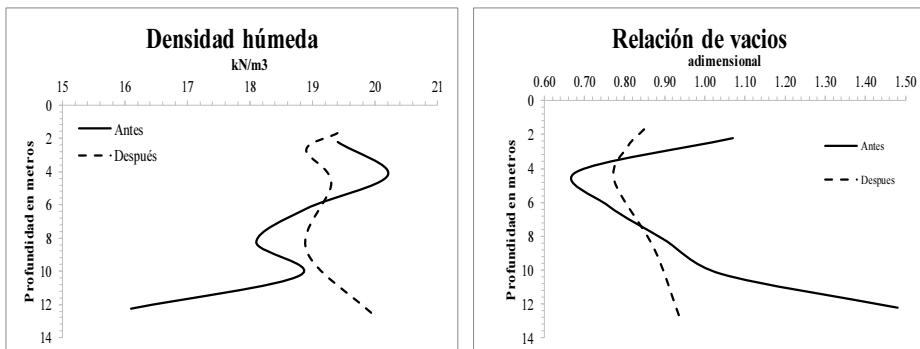 Densidad húmeda
kN/m3
15 16 17 18 19 20 21
0
2
4
6
8
10
12
14
Profundidad en metros
Antes
Después
Relación de vacios
adimensional
0.60 0.70 0.80 0.90 1.00 1.10 1.20 1.30 1.40 1.50
0
2
4
6
8
10
12
14
Profundidad en metros
Antes
Despues